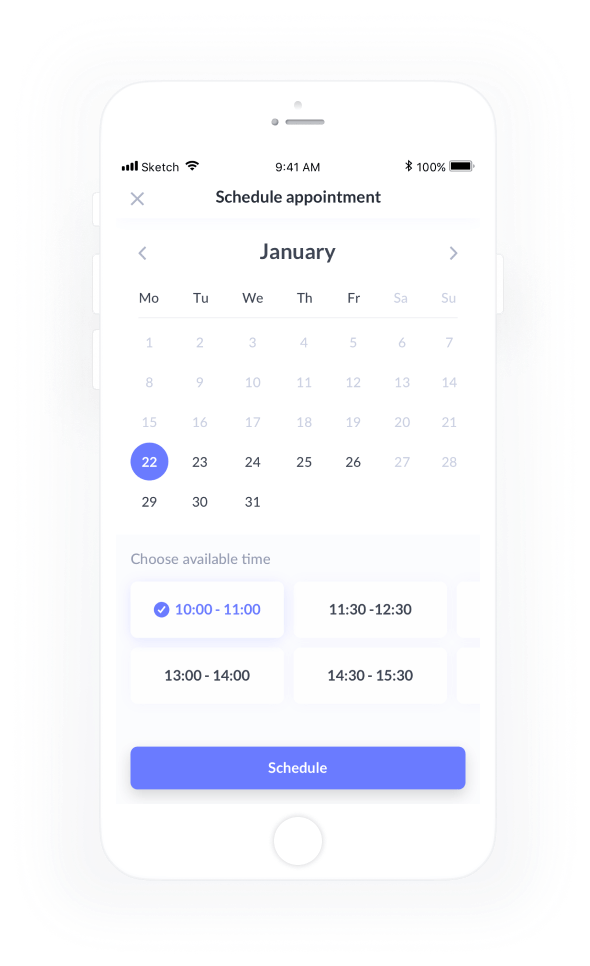 Sketch 9:41 AM 100%
Schedule appointment
January
Mo Tu We Th Fr Sa Su
1 2 3 4 5 6 7
8 9 10 11 12 13 14
15 16 17 18 19 20 21
22 23 24 25 26 27 28
29 30 31
Choose available time
10:00 - 11:00 11:30 -12:30
13:00 - 14:00 14:30 - 15:30
Schedule